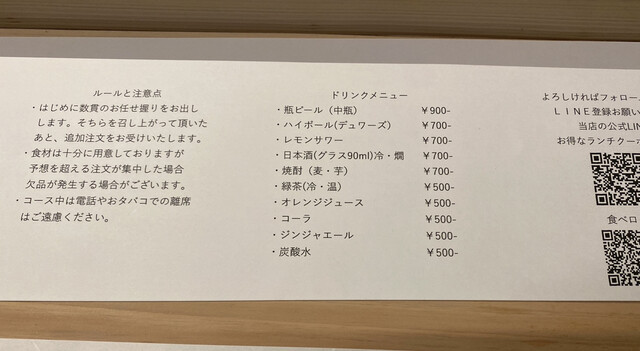 ルールと注意点
・はじめに数貫のお任せ握りをお出し
します。そちらを召し上がって頂いた
あと、追加注文をお受けいたします。
・食材は十分に用意しておりますが
予想を超える注文が集中した場合
欠品が発生する場合がございます。
・コース中は電話やおタバコでの離席
はご遠慮ください。
ドリンクメニュー
・瓶ビール（中瓶） ￥900-
・ハイボール(デュワーズ) ￥700-
・レモンサワー ￥700-
・日本酒(グラス90ml)冷・燗 ￥700-
・焼酎（麦・芋） ￥700-
・緑茶(冷・温) ￥500-
・オレンジジュース ￥500-
・コーラ ￥500-
・ジンジャエール ￥500-
・炭酸水 ￥500-
よろしければフォロー
ＬＩＮＥ登録お願い
当店の公式LIN
お得なランチクー
食べロ